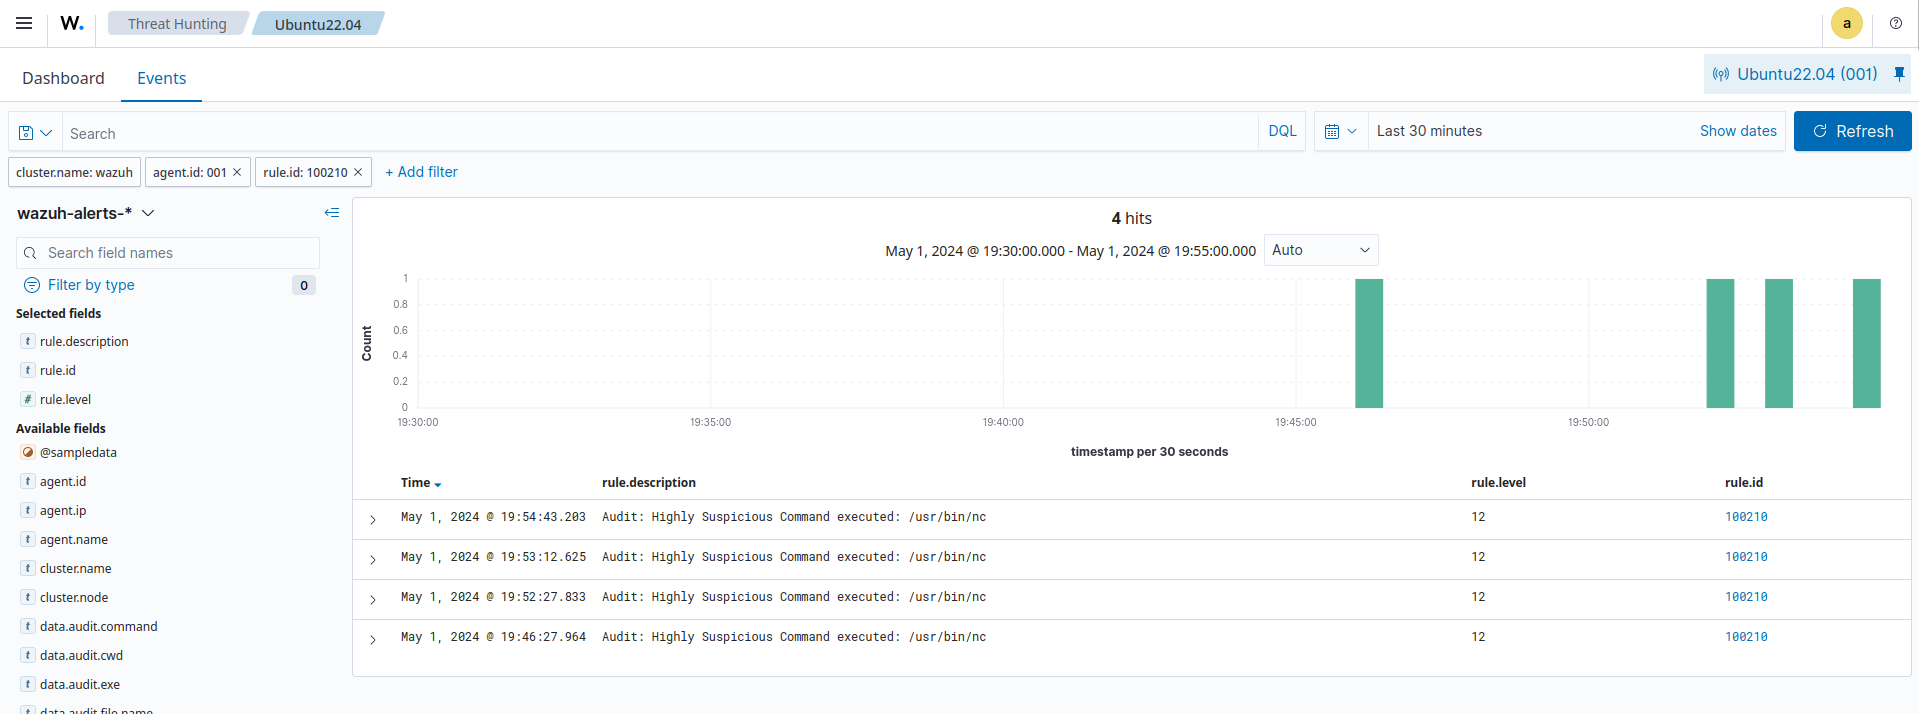 W. Threat Hunting Ubuntu22.04 a
Dashboard Events Ubuntu22.04 (001)
Search DQL Last 30 minutes Show dates Refresh
cluster.name: wazuh agent.id: 001 × rule.id: 100210 × + Add filter
wazuh-alerts-*
Search field names
Filter by type 0
Selected fields
t rule.description
t rule.id
# rule.level
Available fields
@sampledata
t agent.id
t agent.ip
t agent.name
t cluster.name
t cluster.node
t data.audit.command
t data.audit.cwd
t data.audit.exe
t data.audit.file.name
4 hits
May 1, 2024 @ 19:30:00.000 - May 1, 2024 @ 19:55:00.000 Auto
Count
1
0.8
0.6
0.4
0.2
0
19:30:00 19:35:00 19:40:00 19:45:00 19:50:00
timestamp per 30 seconds
Time rule.description rule.level rule.id
May 1, 2024 @ 19:54:43.203 Audit: Highly Suspicious Command executed: /usr/bin/nc 12 100210
May 1, 2024 @ 19:53:12.625 Audit: Highly Suspicious Command executed: /usr/bin/nc 12 100210
May 1, 2024 @ 19:52:27.833 Audit: Highly Suspicious Command executed: /usr/bin/nc 12 100210
May 1, 2024 @ 19:46:27.964 Audit: Highly Suspicious Command executed: /usr/bin/nc 12 100210